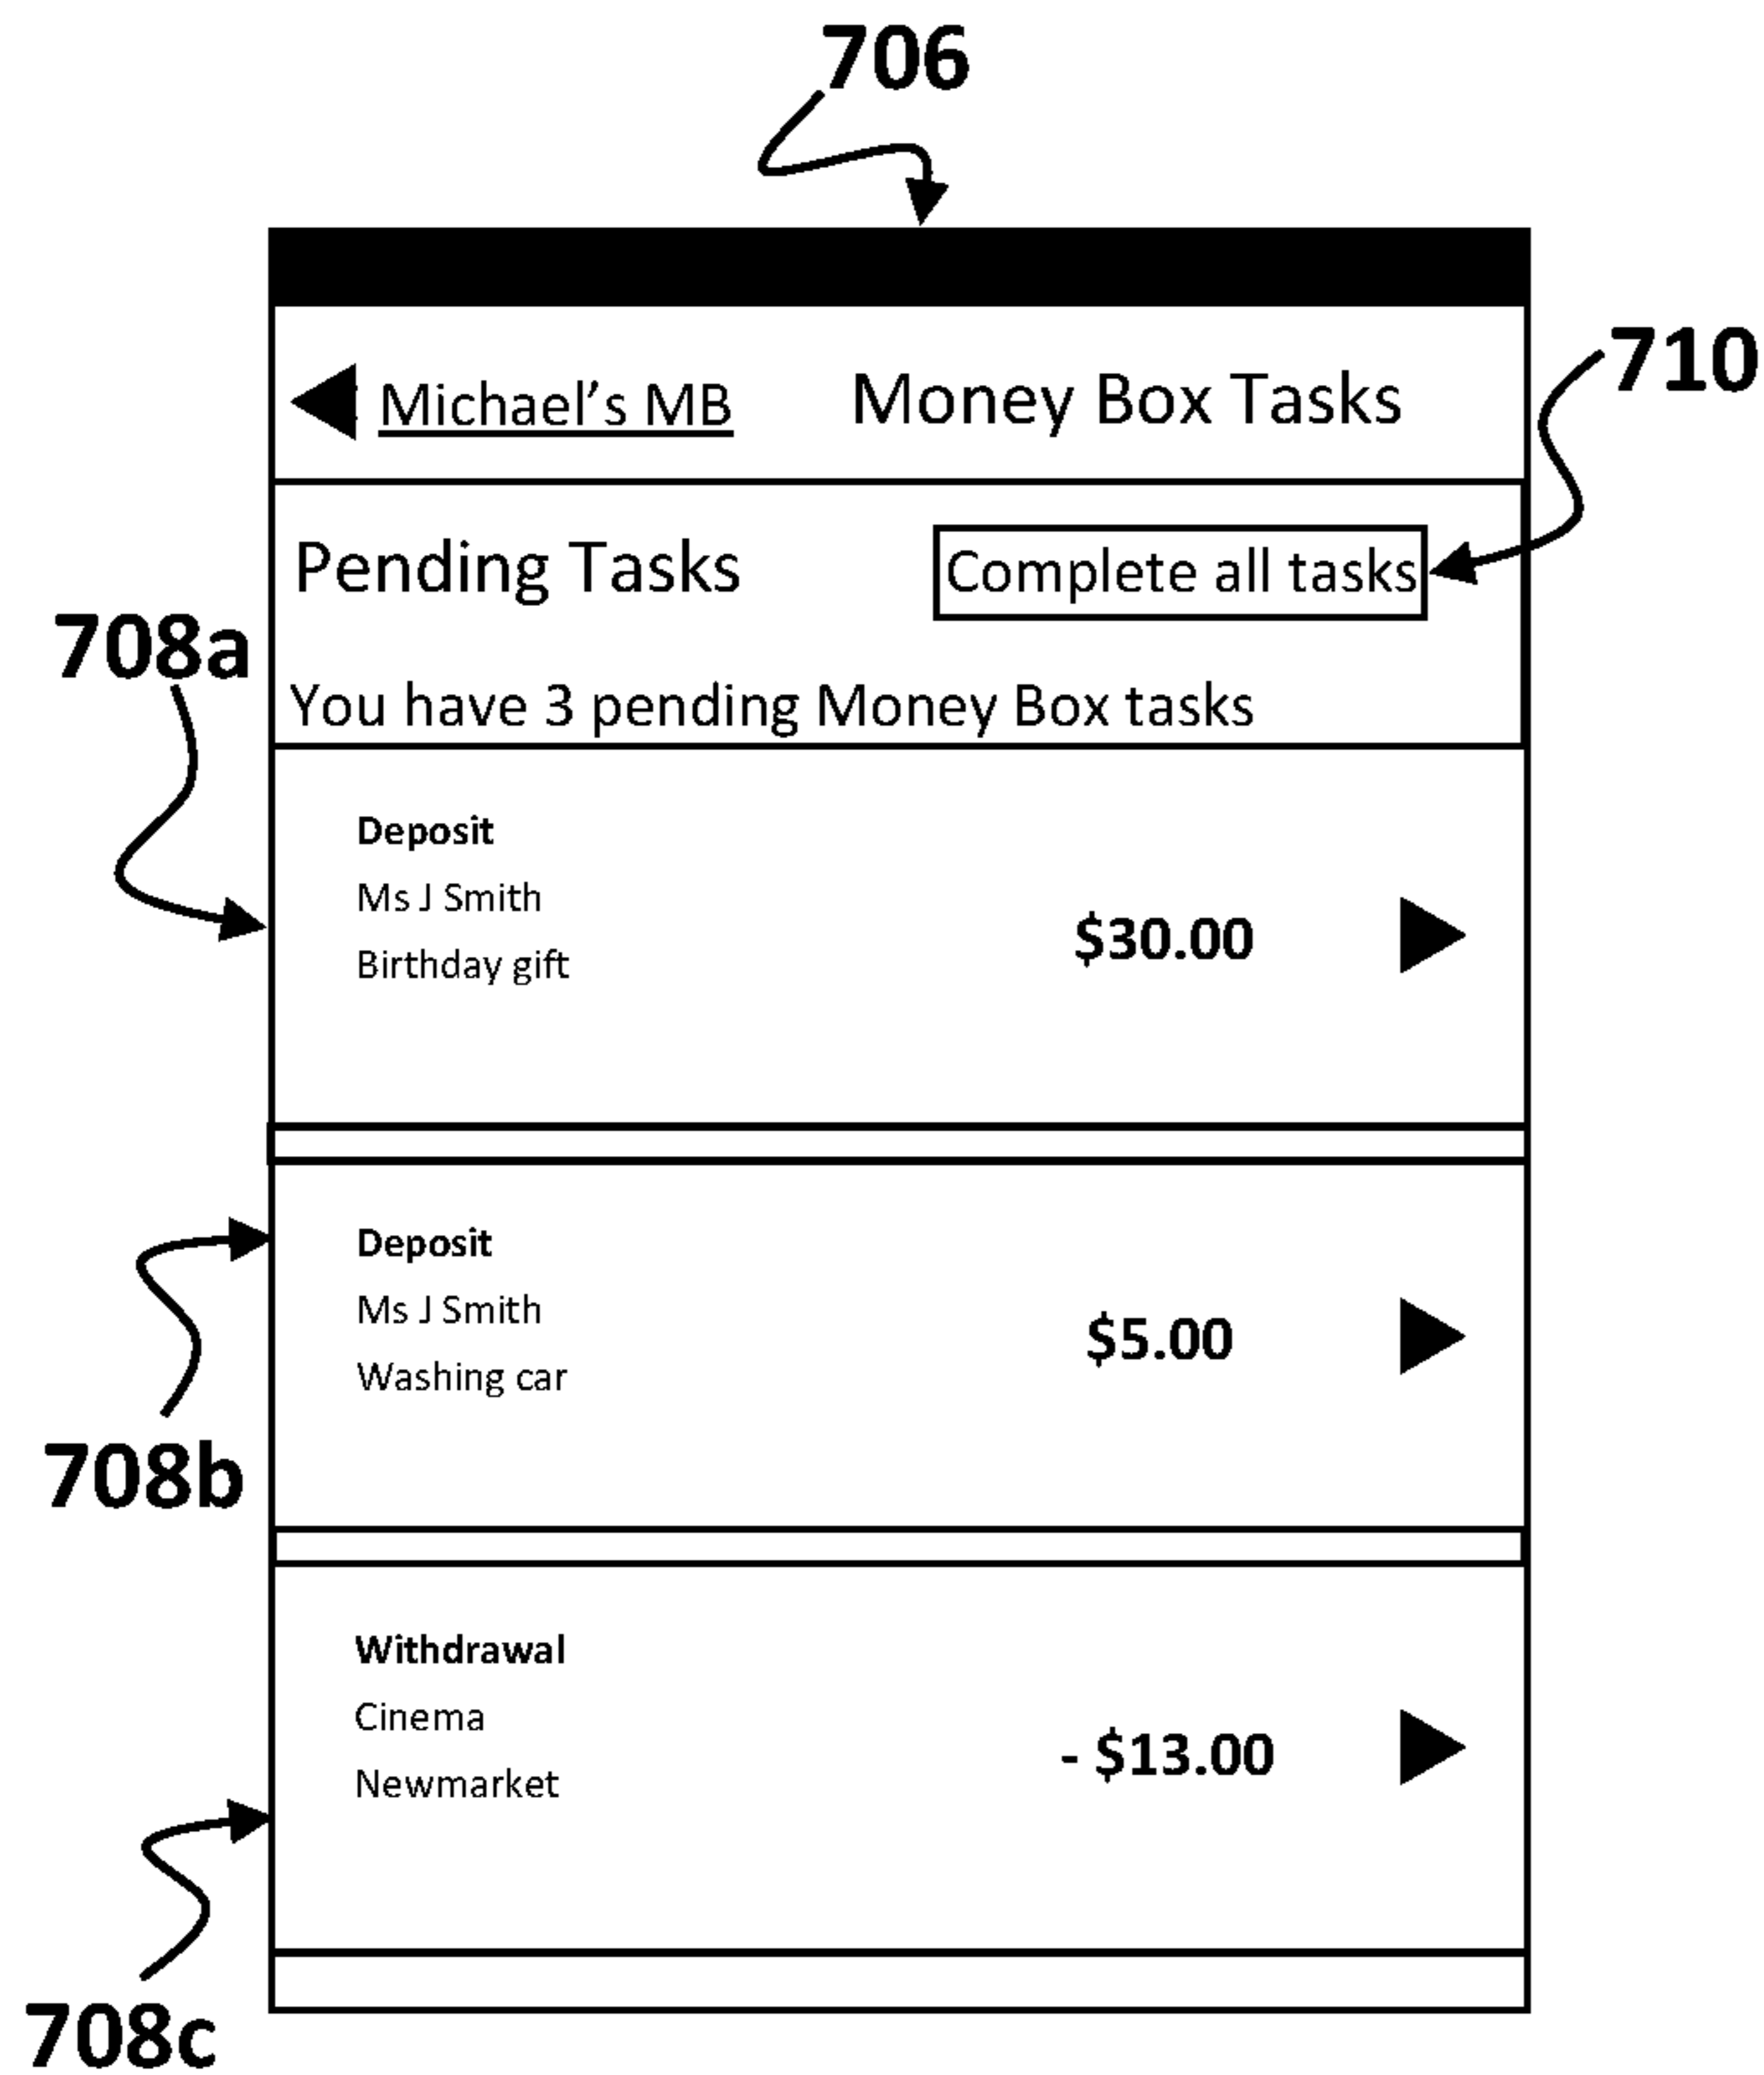 706
Michael's MB Money Box Tasks
710
Pending Tasks Complete all tasks
708a
You have 3 pending Money Box tasks
Deposit
Ms J Smith
$30.00
Birthday gift
Deposit
Ms J Smith
$5.00
Washing car
708b
Withdrawal
Cinema
- $13.00
Newmarket
708c